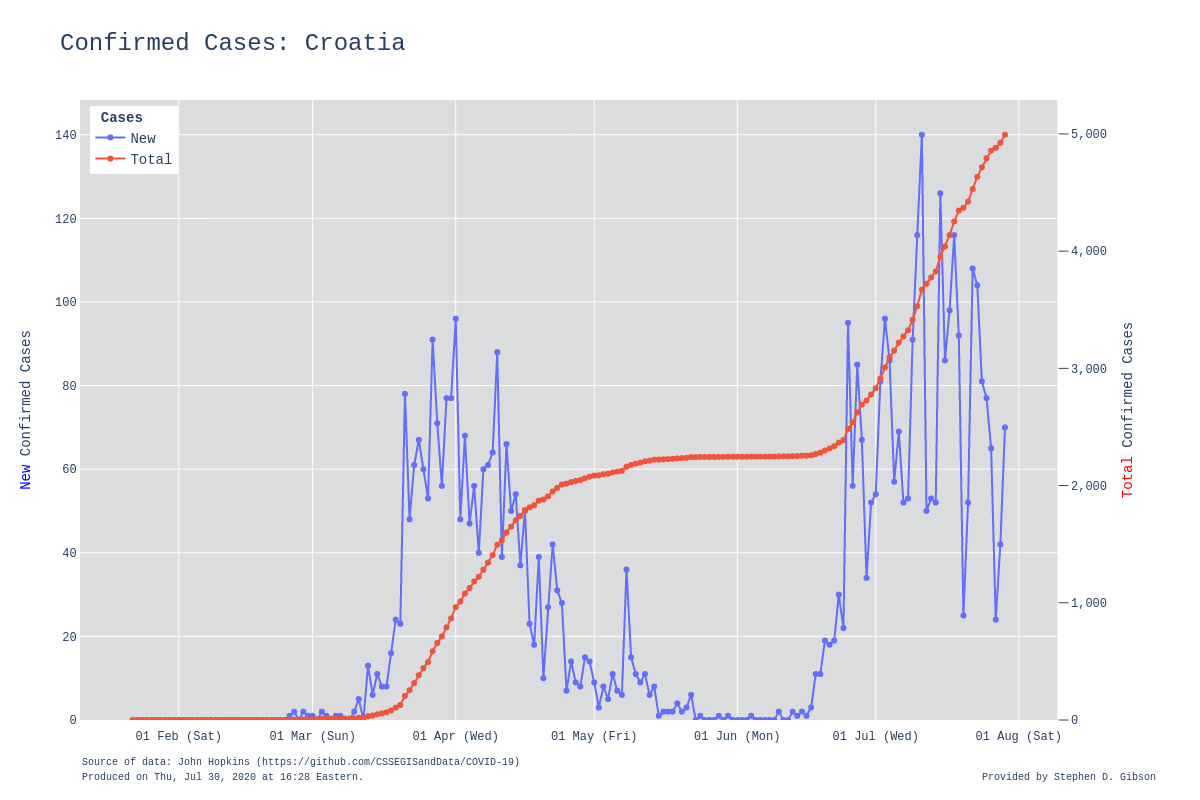 Confirmed Cases: Croatia
Cases
New
Total
140
120
100
80
60
40
20
0
5,000
4,000
3,000
2,000
1,000
0
New Confirmed Cases
Total Confirmed Cases
01 Feb (Sat)
01 Mar (Sun)
01 Apr (Wed)
01 May (Fri)
01 Jun (Mon)
01 Jul (Wed)
01 Aug (Sat)
Source of data: John Hopkins (https://github.com/CSSEGISandData/COVID-19)
Produced on Thu, Jul 30, 2020 at 16:28 Eastern.
Provided by Stephen D. Gibson